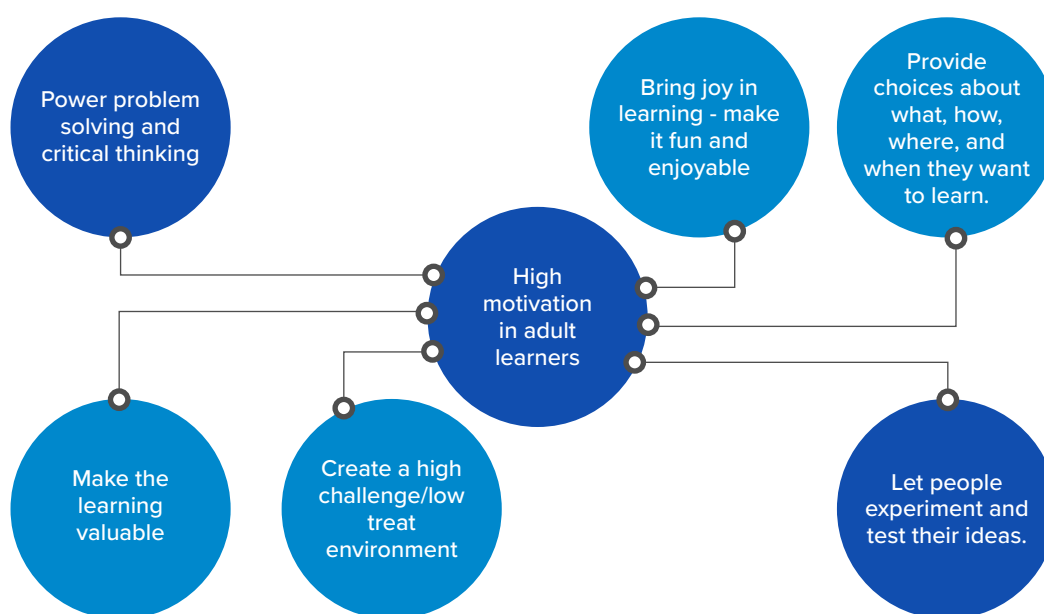 Power problem
solving and
critical thinking
Bring joy in
learning - make
it fun and
enjoyable
Provide
choices about
what, how,
where, and
when they want
to learn.
High
motivation
in adult
learners
Make the
learning
valuable
Create a high
challenge/low
treat
environment
Let people
experiment and
test their ideas.